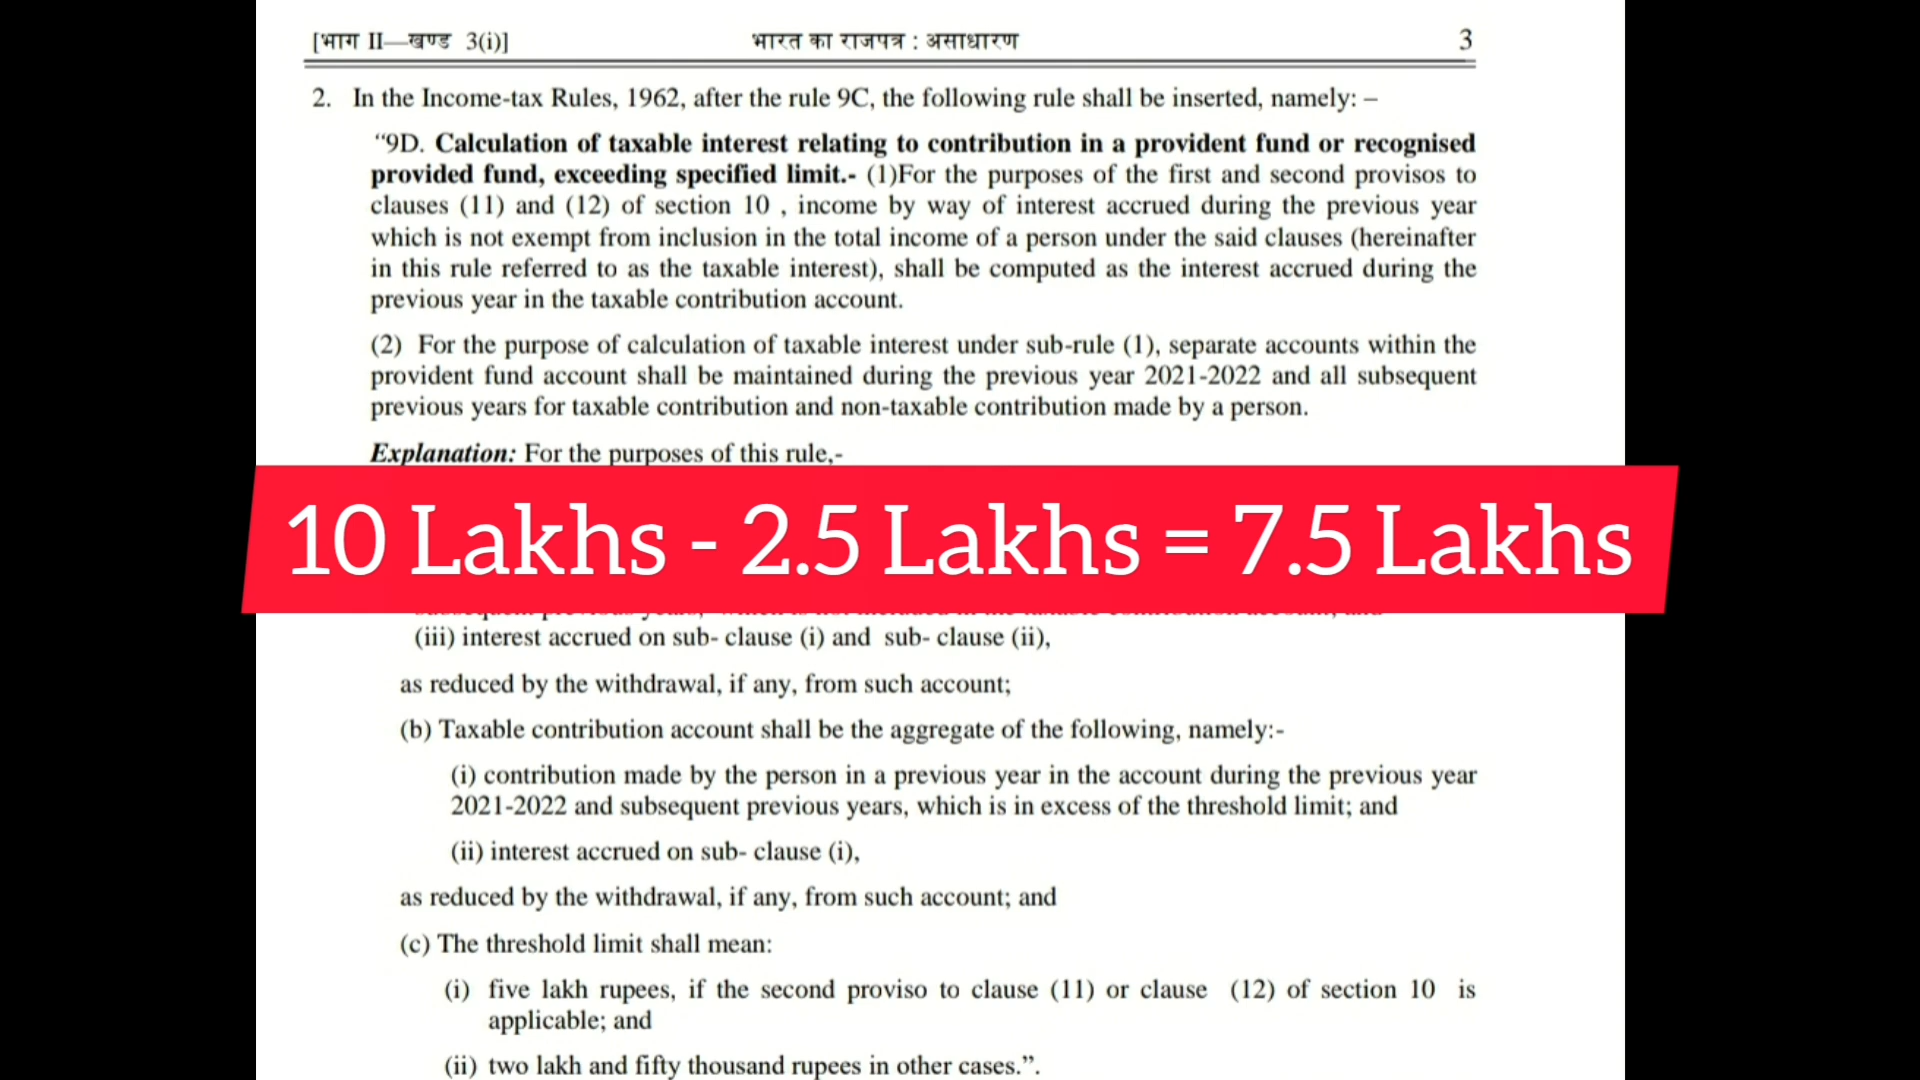 [भाग II—खण्ड 3(i)] भारत का राजपत्र : असाधारण 3
2. In the Income-tax Rules, 1962, after the rule 9C, the following rule shall be inserted, namely: –
“9D. Calculation of taxable interest relating to contribution in a provident fund or recognised
provided fund, exceeding specified limit.- (1)For the purposes of the first and second provisos to
clauses (11) and (12) of section 10 , income by way of interest accrued during the previous year
which is not exempt from inclusion in the total income of a person under the said clauses (hereinafter
in this rule referred to as the taxable interest), shall be computed as the interest accrued during the
previous year in the taxable contribution account.
(2) For the purpose of calculation of taxable interest under sub-rule (1), separate accounts within the
provident fund account shall be maintained during the previous year 2021-2022 and all subsequent
previous years for taxable contribution and non-taxable contribution made by a person.
Explanation: For the purposes of this rule,-
10 Lakhs - 2.5 Lakhs = 7.5 Lakhs
(iii) interest accrued on sub- clause (i) and sub- clause (ii),
as reduced by the withdrawal, if any, from such account;
(b) Taxable contribution account shall be the aggregate of the following, namely:-
(i) contribution made by the person in a previous year in the account during the previous year
2021-2022 and subsequent previous years, which is in excess of the threshold limit; and
(ii) interest accrued on sub- clause (i),
as reduced by the withdrawal, if any, from such account; and
(c) The threshold limit shall mean:
(i) five lakh rupees, if the second proviso to clause (11) or clause (12) of section 10 is
applicable; and
(ii) two lakh and fifty thousand rupees in other cases.”.